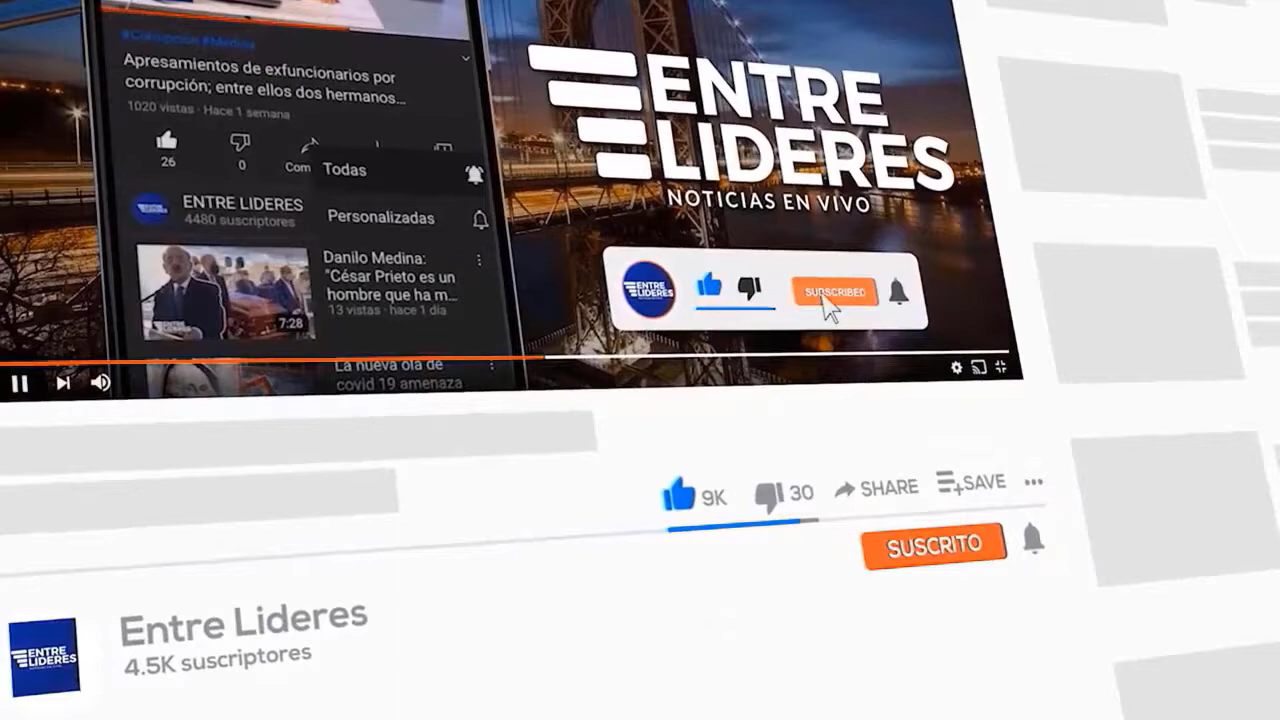 #Corrupcion #Medina
Apresamientos de exfuncionarios por
corrupción; entre ellos dos hermanos...
1020 vistas · Hace 1 semana
26
0
Com
Todas
ENTRE LIDERES
4480 suscriptores
Personalizadas
Danilo Medina:
"César Prieto es un
hombre que ha m...
13 vistas · hace 1 día
7:28
La nueva ola de
covid 19 amenaza
ENTRE
LIDERES
NOTICIAS EN VIVO
ENTRE
LIDERES
SUBSCRIBED
9K
30
SHARE
SAVE
SUSCRITO
ENTRE
LIDERES
Entre Lideres
4.5K suscriptores